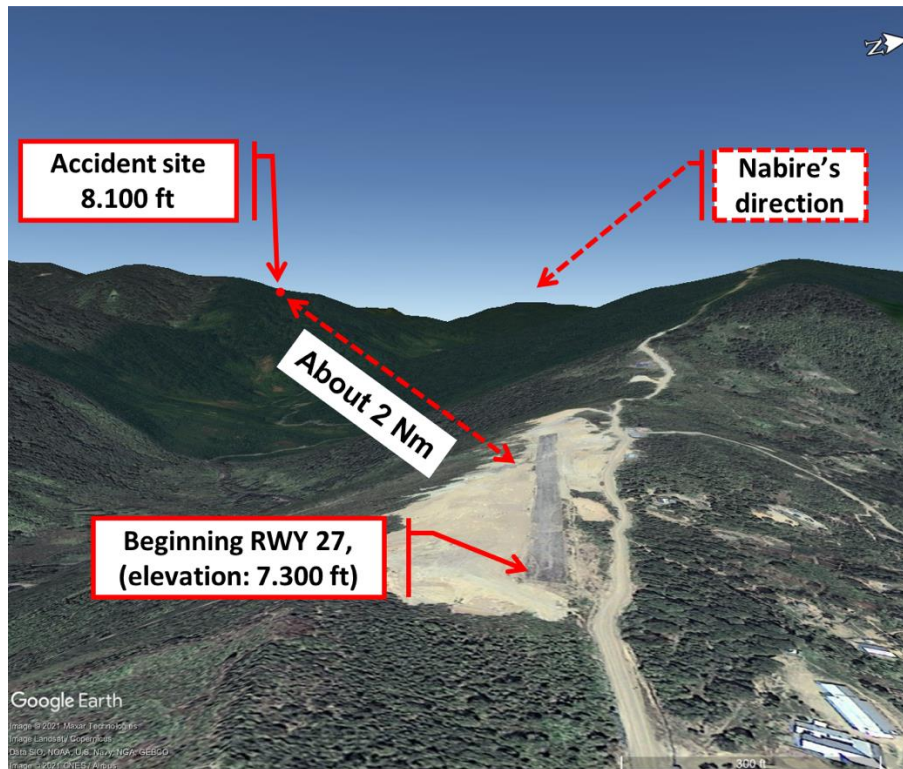 N
Accident site
8.100 ft
Nabire’s
direction
About 2 Nm
Beginning RWY 27,
(elevation: 7.300 ft)
Google Earth
Image © 2021 Maxar Technologies
Image Landsat / Copernicus
Data SIO, NOAA, U.S. Navy, NGA, GEBCO
Image © 2021 CNES / Airbus
300 ft